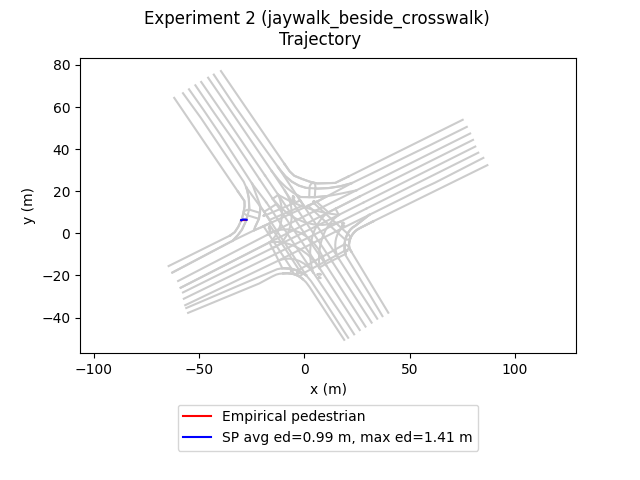 Experiment 2 (jaywalk_beside_crosswalk)
Trajectory
80
60
40
20
0
−20
−40
y (m)
−100
−50
0
50
100
x (m)
Empirical pedestrian
SP avg ed=0.99 m, max ed=1.41 m